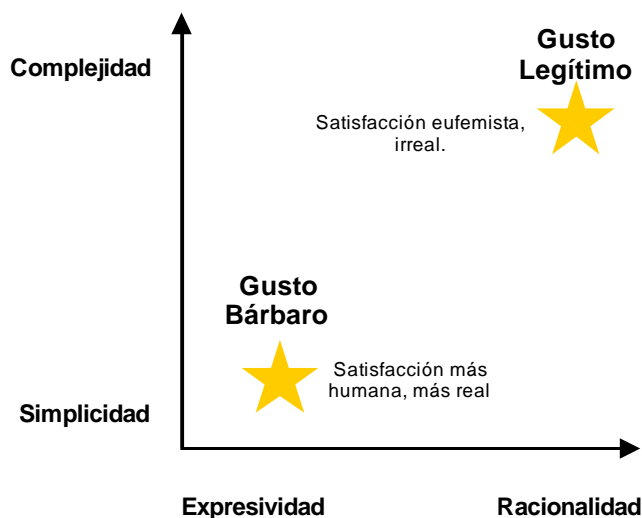 Complejidad
Gusto
Legítimo
Satisfacción eufemista,
irreal.
Gusto
Bárbaro
Satisfacción más
humana, más real
Simplicidad
Expresividad
Racionalidad